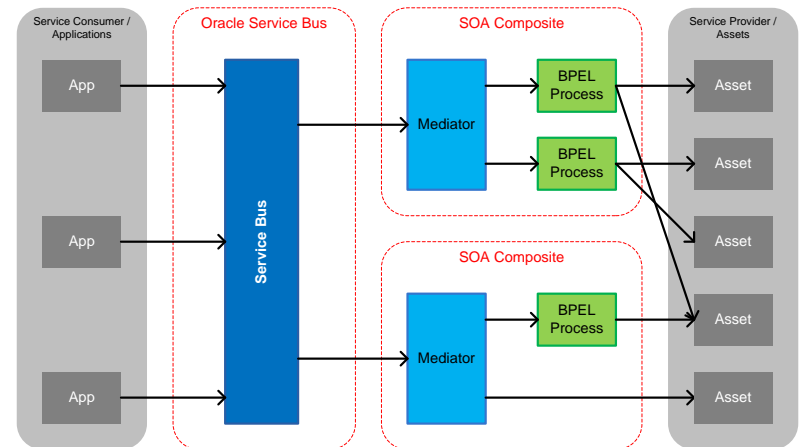 Service Consumer /
Applications
App
App
App
Oracle Service Bus
Service Bus
SOA Composite
Mediator
BPEL
Process
BPEL
Process
SOA Composite
Mediator
BPEL
Process
Service Provider /
Assets
Asset
Asset
Asset
Asset
Asset